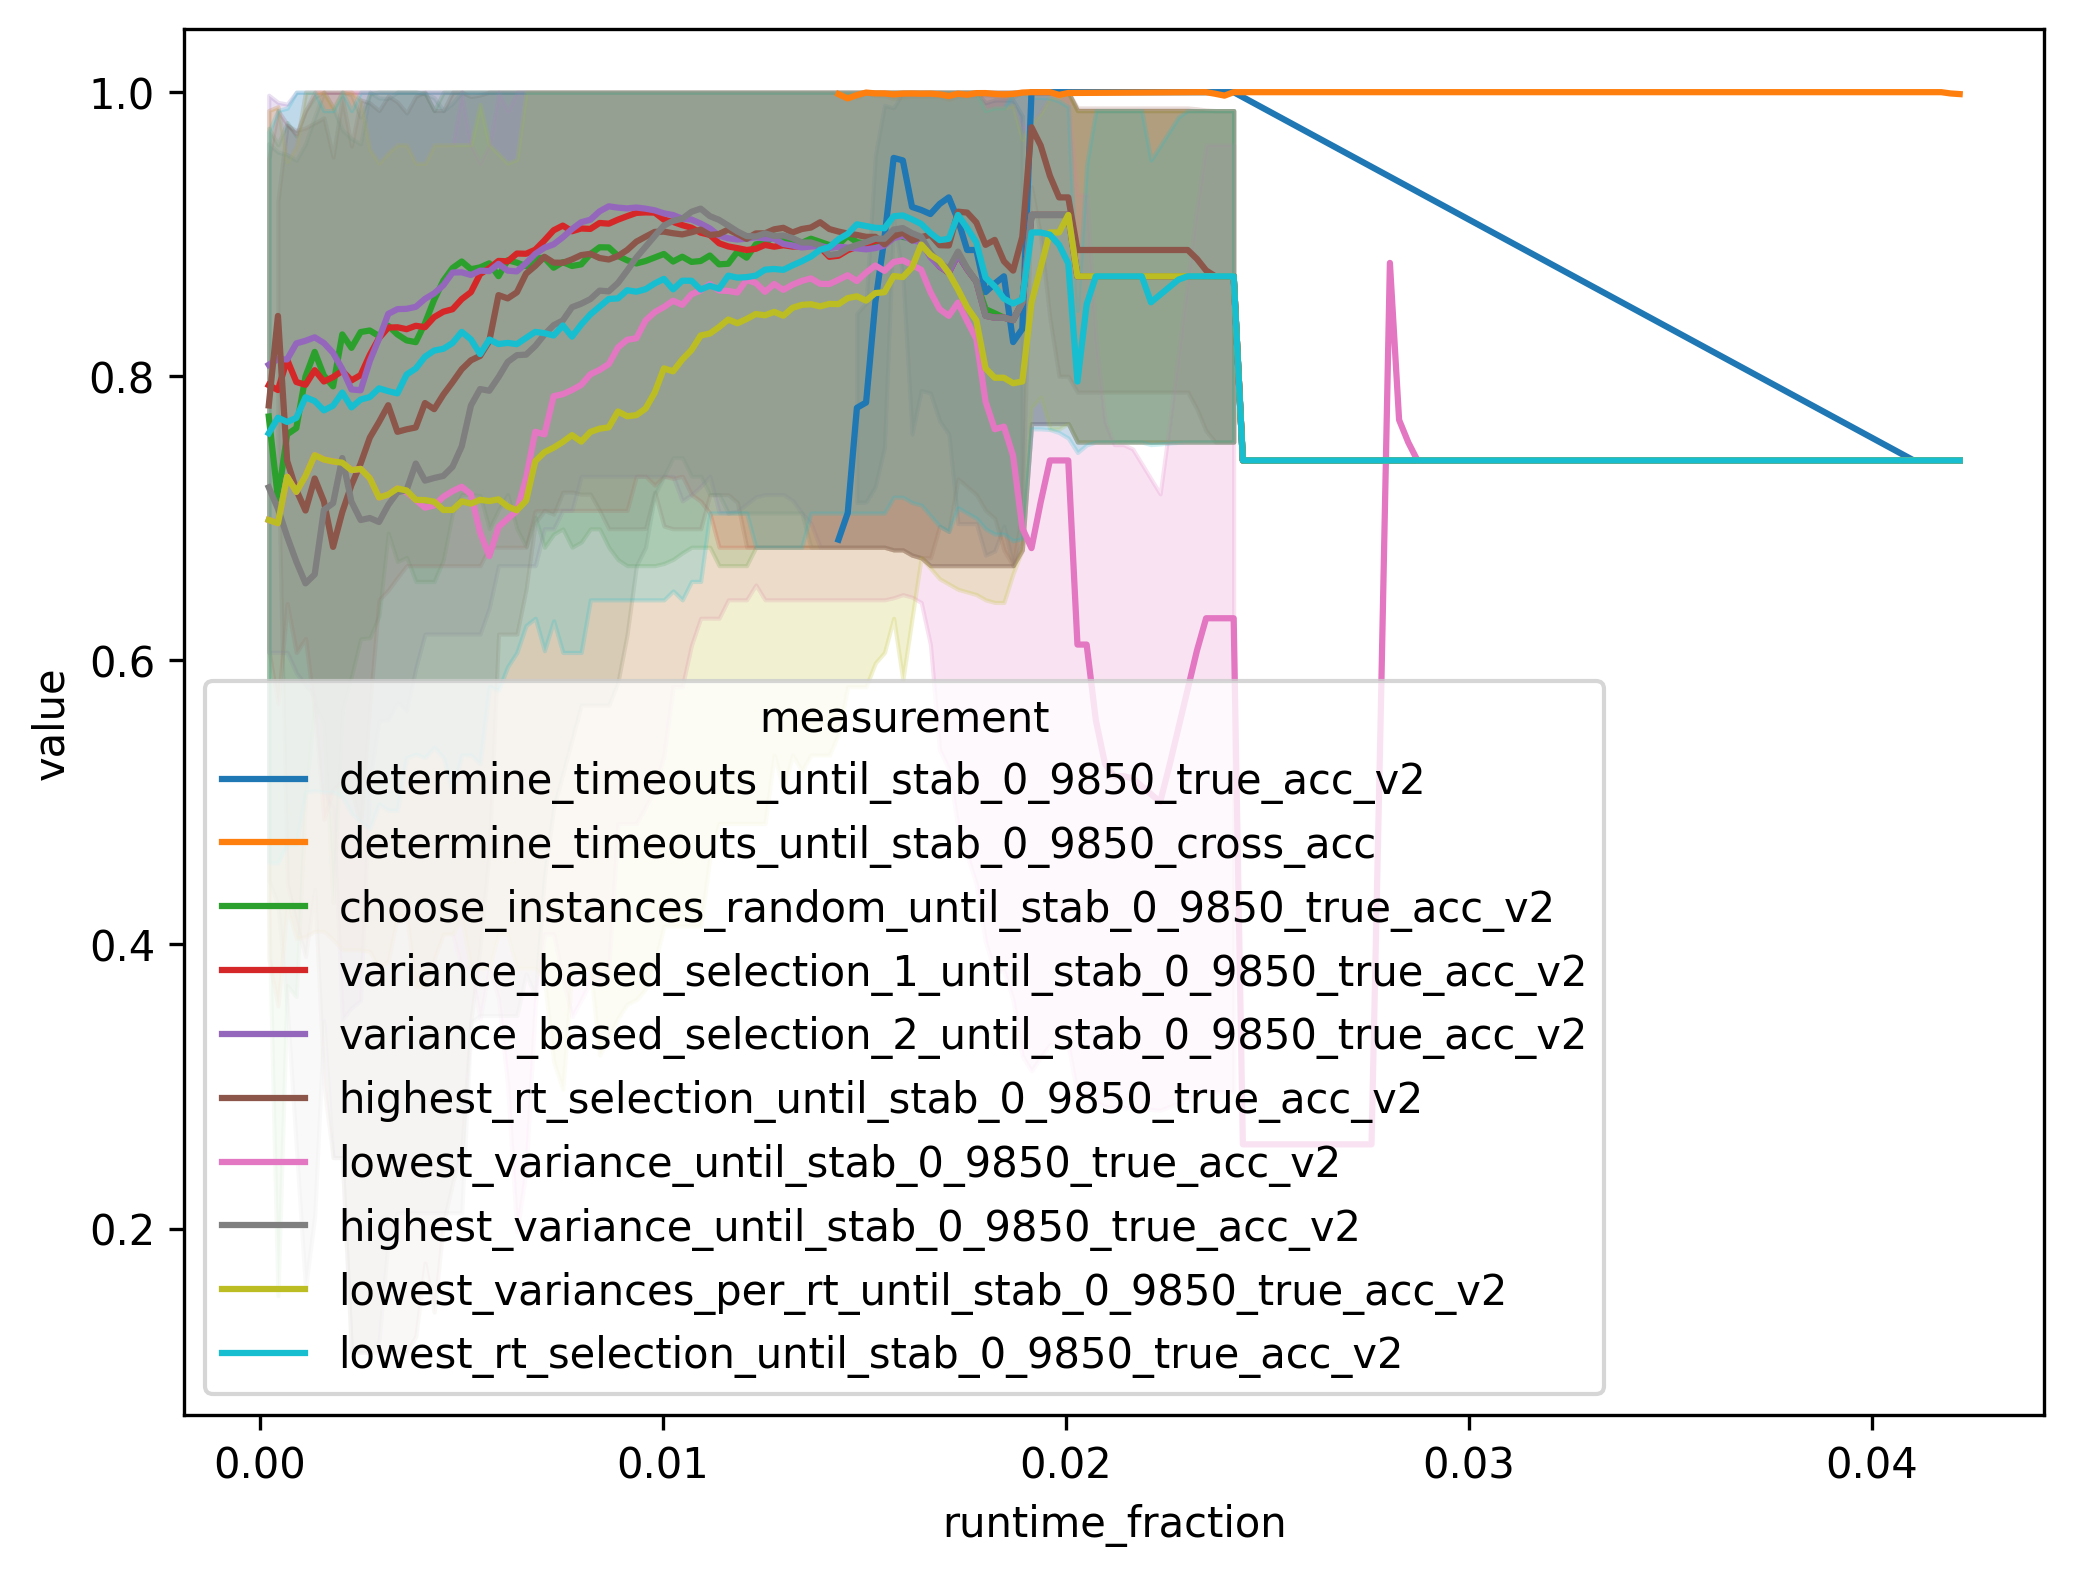 1.0
0.8
0.6
0.4
0.2
value
measurement
determine_timeouts_until_stab_0_9850_true_acc_v2
determine_timeouts_until_stab_0_9850_cross_acc
choose_instances_random_until_stab_0_9850_true_acc_v2
variance_based_selection_1_until_stab_0_9850_true_acc_v2
variance_based_selection_2_until_stab_0_9850_true_acc_v2
highest_rt_selection_until_stab_0_9850_true_acc_v2
lowest_variance_until_stab_0_9850_true_acc_v2
highest_variance_until_stab_0_9850_true_acc_v2
lowest_variances_per_rt_until_stab_0_9850_true_acc_v2
lowest_rt_selection_until_stab_0_9850_true_acc_v2
0.00 0.01 0.02 0.03 0.04
runtime_fraction